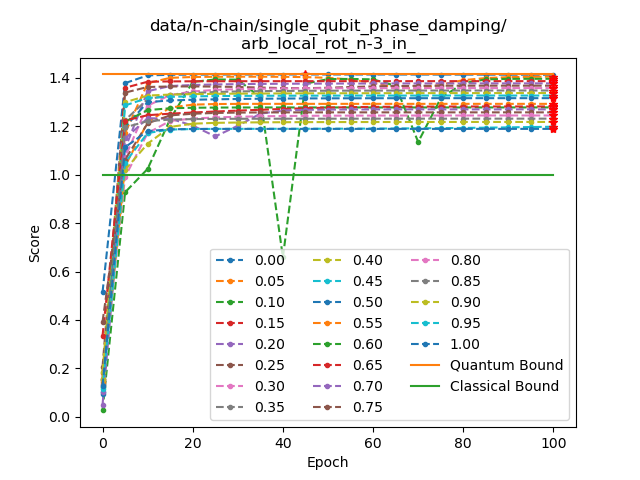 data/n-chain/single_qubit_phase_damping/
arb_local_rot_n-3_in_
Score
1.4
1.2
1.0
0.8
0.6
0.4
0.2
0.0
0.00 0.40 0.80
0.05 0.45 0.85
0.10 0.50 0.90
0.15 0.55 0.95
0.20 0.60 1.00
0.25 0.65 Quantum Bound
0.30 0.70 Classical Bound
0.35 0.75
0 20 40 60 80 100
Epoch